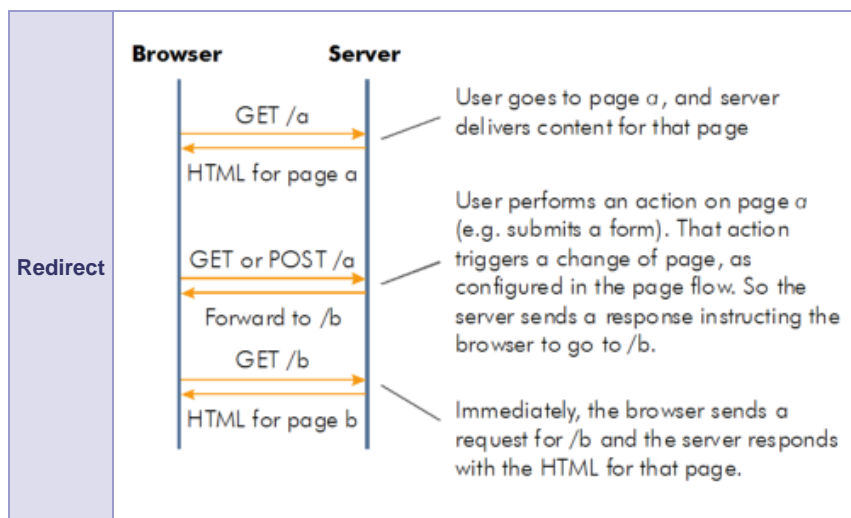 Redirect
Browser
Server
GET /a
HTML for page a
User goes to page a, and server
delivers content for that page
GET or POST /a
Forward to /b
User performs an action on page a
(e.g. submits a form). That action
triggers a change of page, as
configured in the page flow. So the
server sends a response instructing the
browser to go to /b.
GET /b
HTML for page b
Immediately, the browser sends a
request for /b and the server responds
with the HTML for that page.